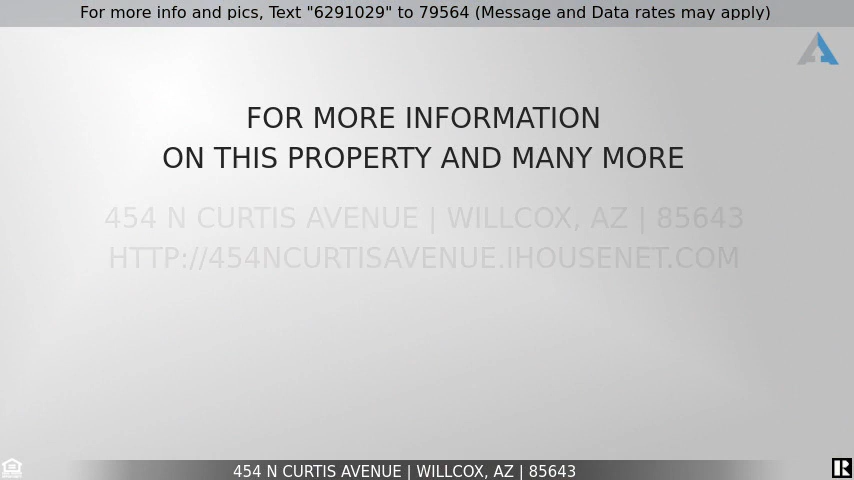 For more info and pics, Text "6291029" to 79564 (Message and Data rates may apply)
FOR MORE INFORMATION
ON THIS PROPERTY AND MANY MORE
454 N CURTIS AVENUE | WILLCOX, AZ | 85643
HTTP://454NCURTISAVENUE.IHOUSENET.COM
454 N CURTIS AVENUE | WILLCOX, AZ | 85643